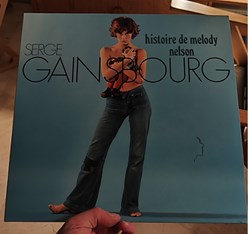 histoire de melody
nelson
SERGE
GAINSBOURG